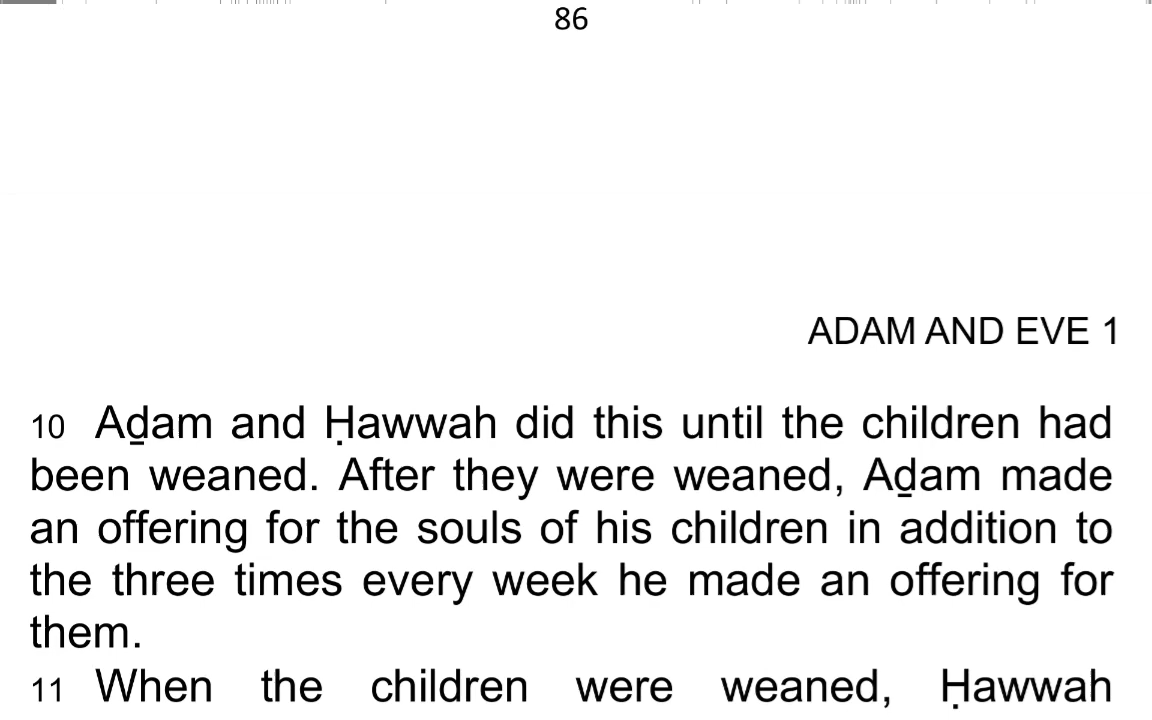 86
ADAM AND EVE 1
10 Aḏam and Ḥawwah did this until the children had
been weaned. After they were weaned, Aḏam made
an offering for the souls of his children in addition to
the three times every week he made an offering for
them.
11 When the children were weaned, Ḥawwah